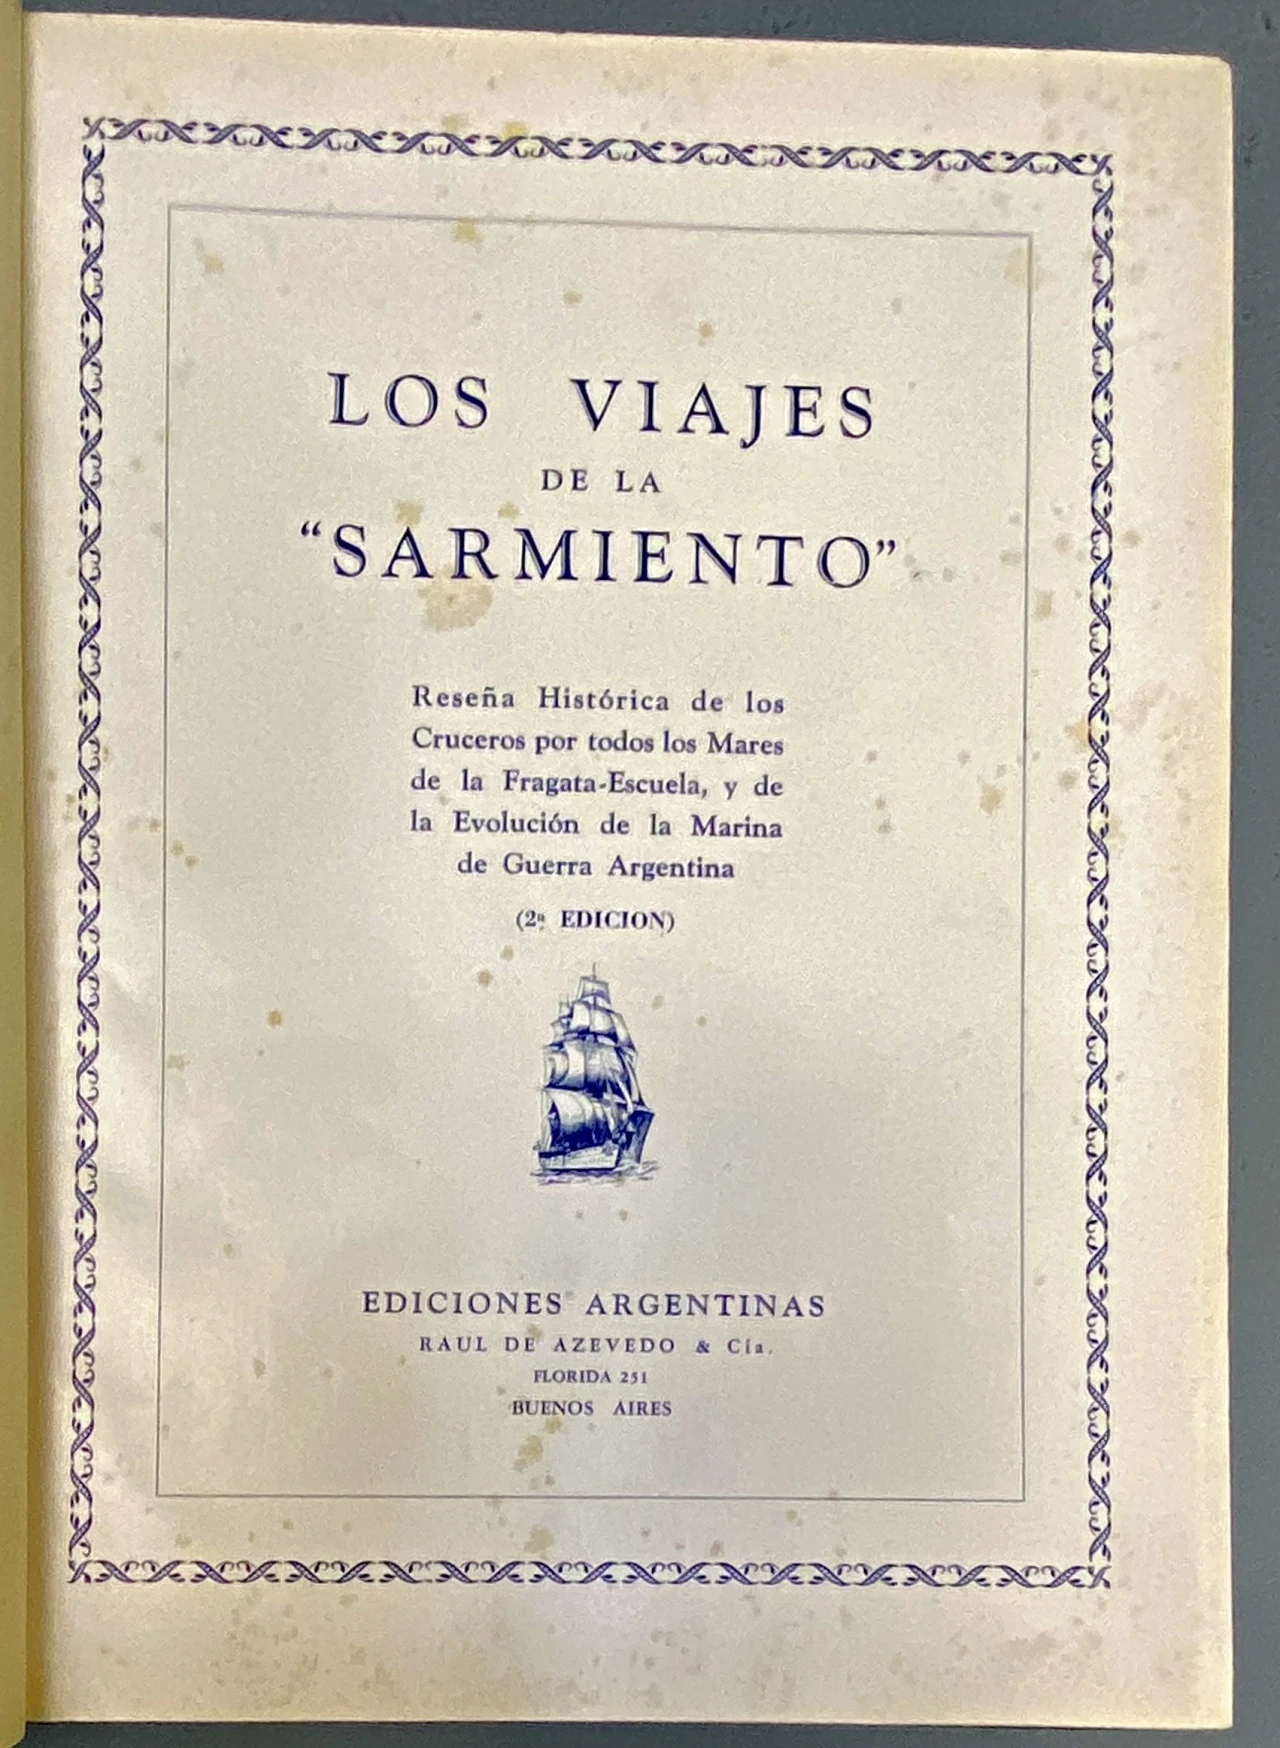 LOS VIAJES
DE LA
“SARMIENTO”
Reseña Histórica de los
Cruceros por todos los Mares
de la Fragata-Escuela, y de
la Evolución de la Marina
de Guerra Argentina
(2ª EDICION)
EDICIONES ARGENTINAS
RAUL DE AZEVEDO & Cía.
FLORIDA 251
BUENOS AIRES